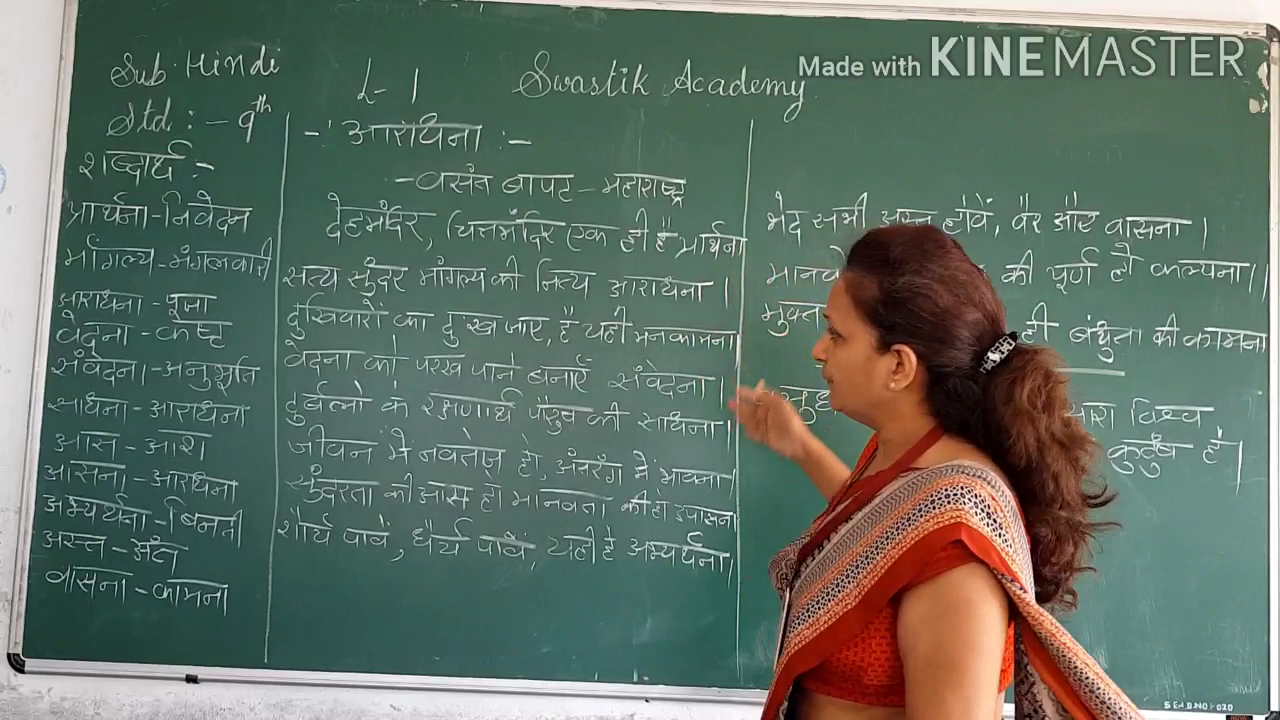 Made with KINEMASTER
Sub. Hindi
Std :- 9th
L-1
Swastik Academy
शब्दार्थ :-
प्रार्थना - निवेदन
मांगल्य - मंगलकारी
आराधना - पूजा
वेदना - कष्ट
संवेदना - अनुभूति
साधना - आराधना
आस - आश
आसना - आरधिना
अभ्यर्थना - बिनती
अस्त - अंत
वासना - कामना
-: आराधना :-
- वसंत बापट - महाराष्ट्र
देहमंदिर, चित्तमंदिर एक ही है प्रार्थना
सत्य सुंदर मांगल्य की नित्य आराधना।
दुखियारों का दुःख जाए, है यही मनकामना
वेदना को परख पाने बनाएँ संवेदना।
दुर्बलो के रक्षणार्थ पौरुष की साधना।
जीवन में नवतेज हो, अंतरंग में भावना।
सुंदरता की आस हो मानवता की हो उपासना
शौर्य पावें, धैर्य पावें, यही है अभ्यर्थना।
भेद सभी अस्त होवें, वैर और वासना।
की पूर्ण हो कल्पना।।
मुक्त
ही बंधुता की कामना
सारा विश्व
कुटुंब है।